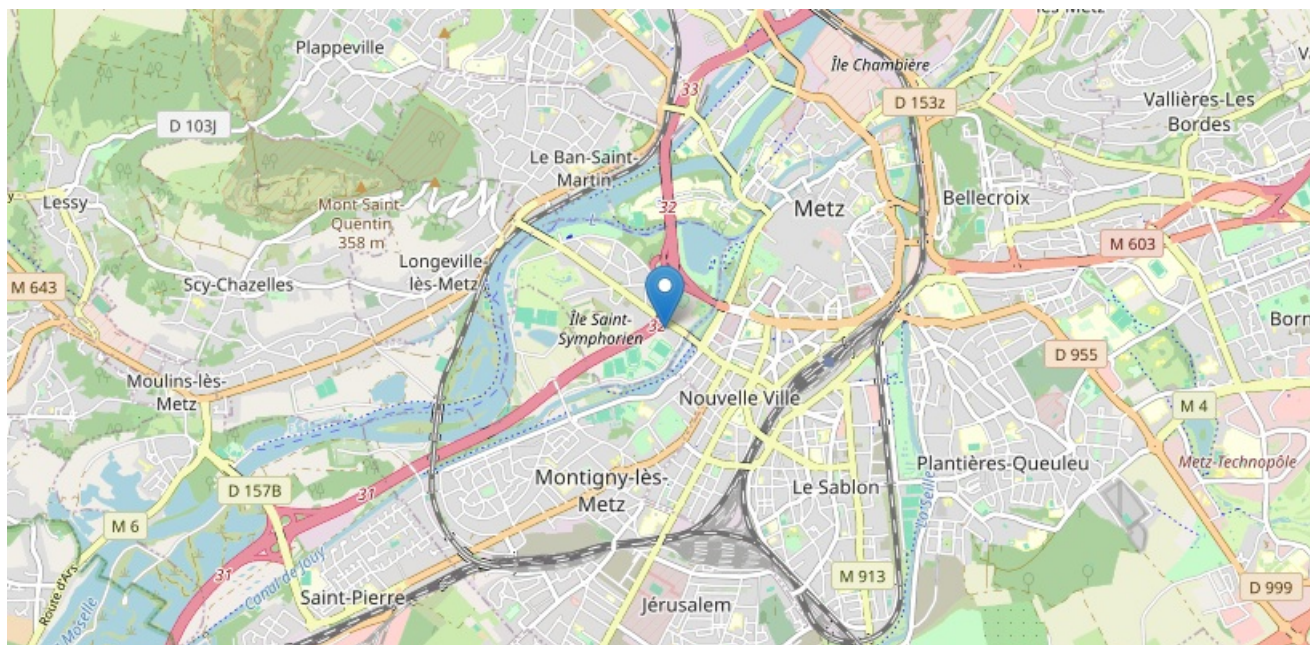 Plappeville
Île Chambière
33
D 153z
Vallières-Les
Bordes
D 103J
Le Ban-Saint-
Martin
Lessy
Mont Saint-
Quentin
358 m
32
Metz
Bellecroix
M 603
Longeville-
lès-Metz
M 643
Scy-Chazelles
Île Saint-
Symphorien
32
D 955
Moulins-lès-
Metz
Nouvelle Ville
M 4
Plantières-Queuleu
Metz-Technopôle
Montigny-lès-
Metz
Le Sablon
31
D 157B
M 6
La Seille
31
Canal de Jouy
M 913
D 999
Route d'Ars
Moselle
Saint-Pierre
Jérusalem